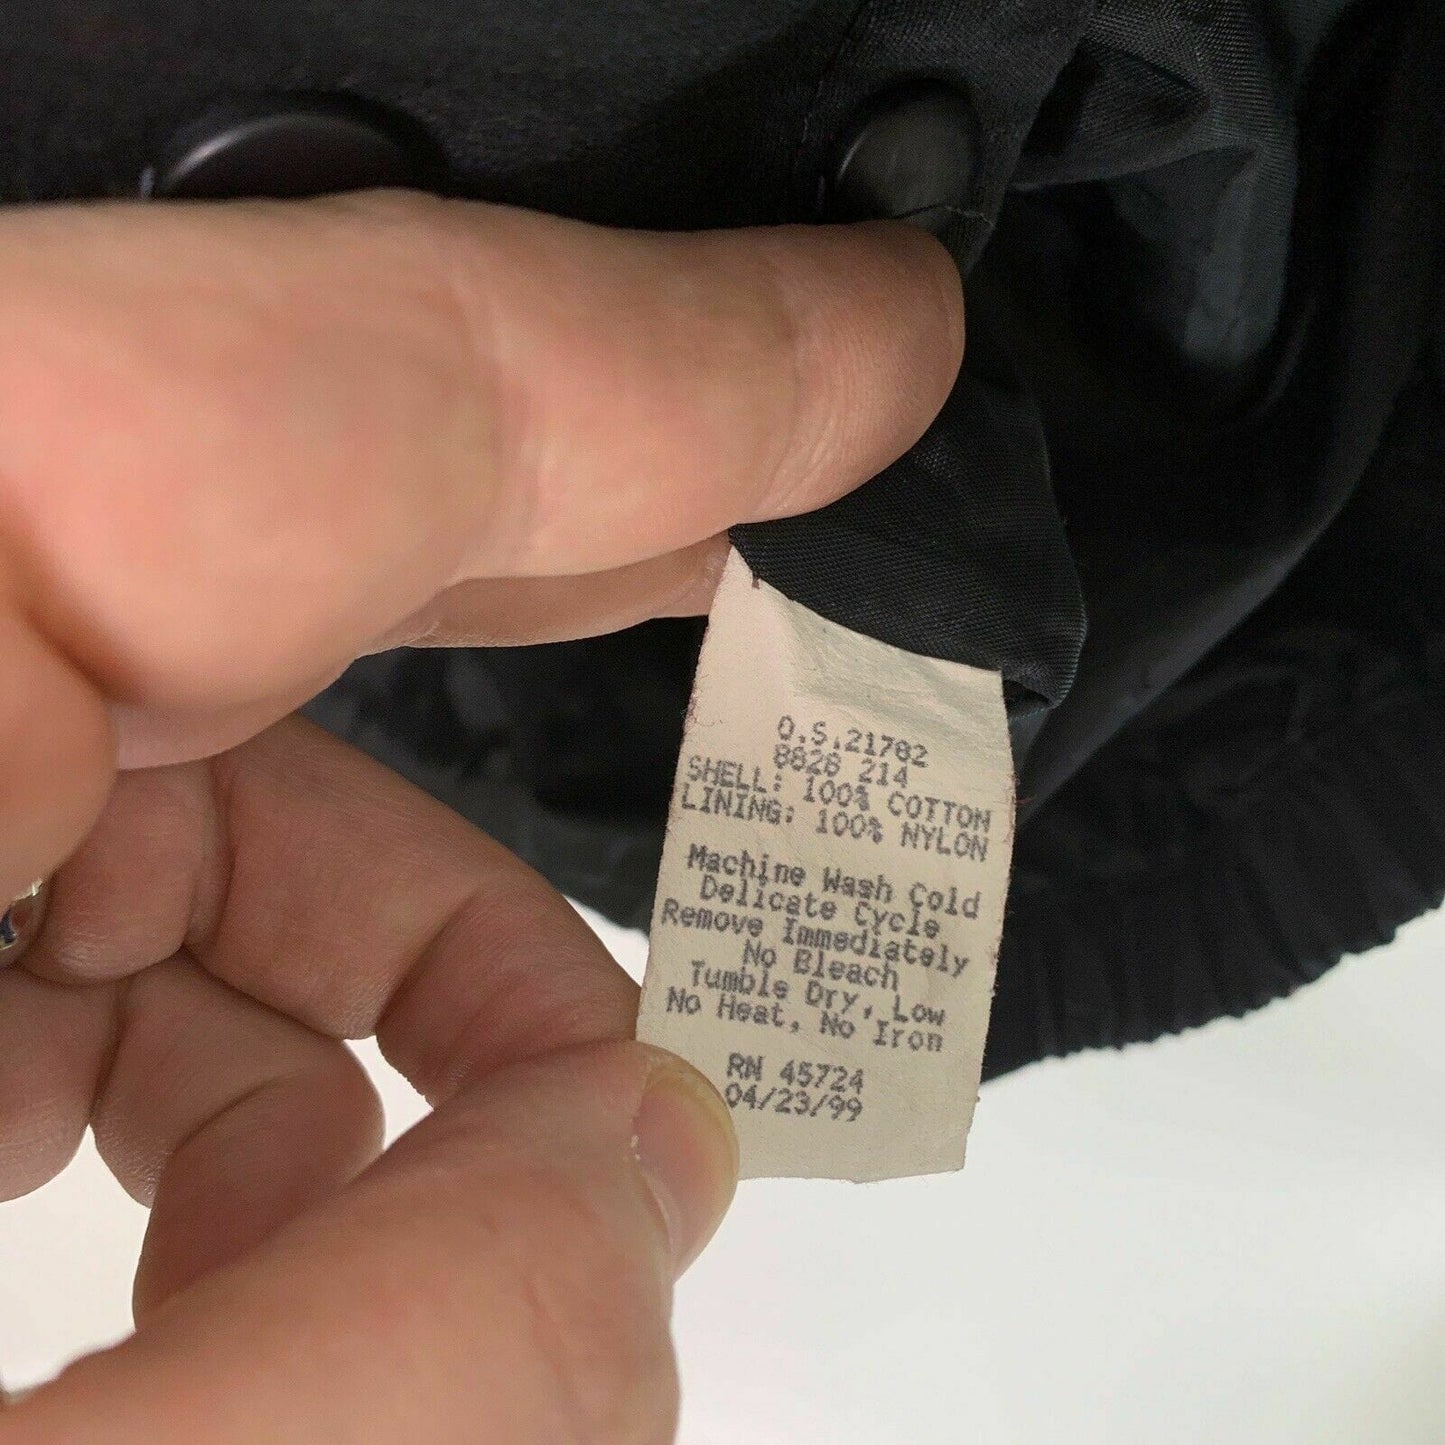 O.S.21782
8828 214
SHELL: 100% COTTON
LINING: 100% NYLON
Machine Wash Cold
Delicate Cycle
Remove Immediately
No Bleach
Tumble Dry, Low
No Heat, No Iron
RN 45724
04/23/99